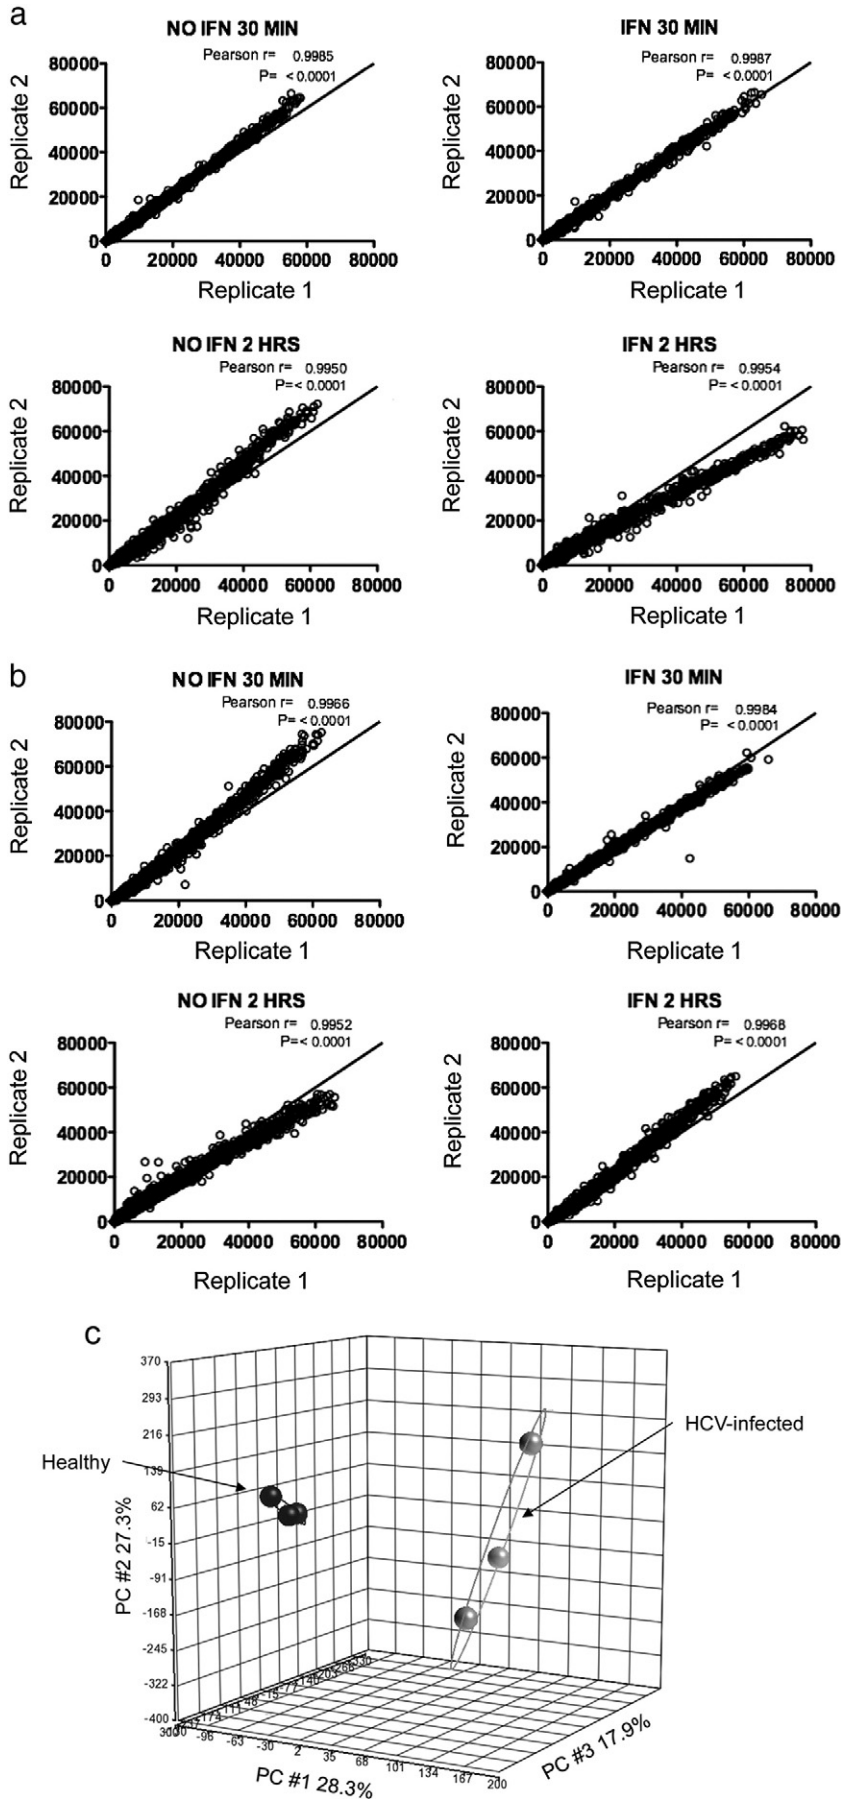 a
NO IFN 30 MIN
Pearson r= 0.9985
P= < 0.0001
Replicate 2
80000
60000
40000
20000
0
0 20000 40000 60000 80000
Replicate 1
IFN 30 MIN
Pearson r= 0.9987
P= < 0.0001
Replicate 2
80000
60000
40000
20000
0
0 20000 40000 60000 80000
Replicate 1
NO IFN 2 HRS
Pearson r= 0.9950
P=< 0.0001
Replicate 2
80000
60000
40000
20000
0
0 20000 40000 60000 80000
Replicate 1
IFN 2 HRS
Pearson r= 0.9954
P=< 0.0001
Replicate 2
80000
60000
40000
20000
0
0 20000 40000 60000 80000
Replicate 1
b
NO IFN 30 MIN
Pearson r= 0.9966
P= < 0.0001
Replicate 2
80000
60000
40000
20000
0
0 20000 40000 60000 80000
Replicate 1
IFN 30 MIN
Pearson r= 0.9984
P= < 0.0001
Replicate 2
80000
60000
40000
20000
0
0 20000 40000 60000 80000
Replicate 1
NO IFN 2 HRS
Pearson r= 0.9952
P=< 0.0001
Replicate 2
80000
60000
40000
20000
0
0 20000 40000 60000 80000
Replicate 1
IFN 2 HRS
Pearson r= 0.9968
P=< 0.0001
Replicate 2
80000
60000
40000
20000
0
0 20000 40000 60000 80000
Replicate 1
c
Healthy
HCV-infected
PC #2 27.3%
370
293
216
139
62
-15
-91
-168
-245
-322
-400
-96 -63 -30 2 35 68 101 134 167 200
PC #1 28.3%
PC #3 17.9%